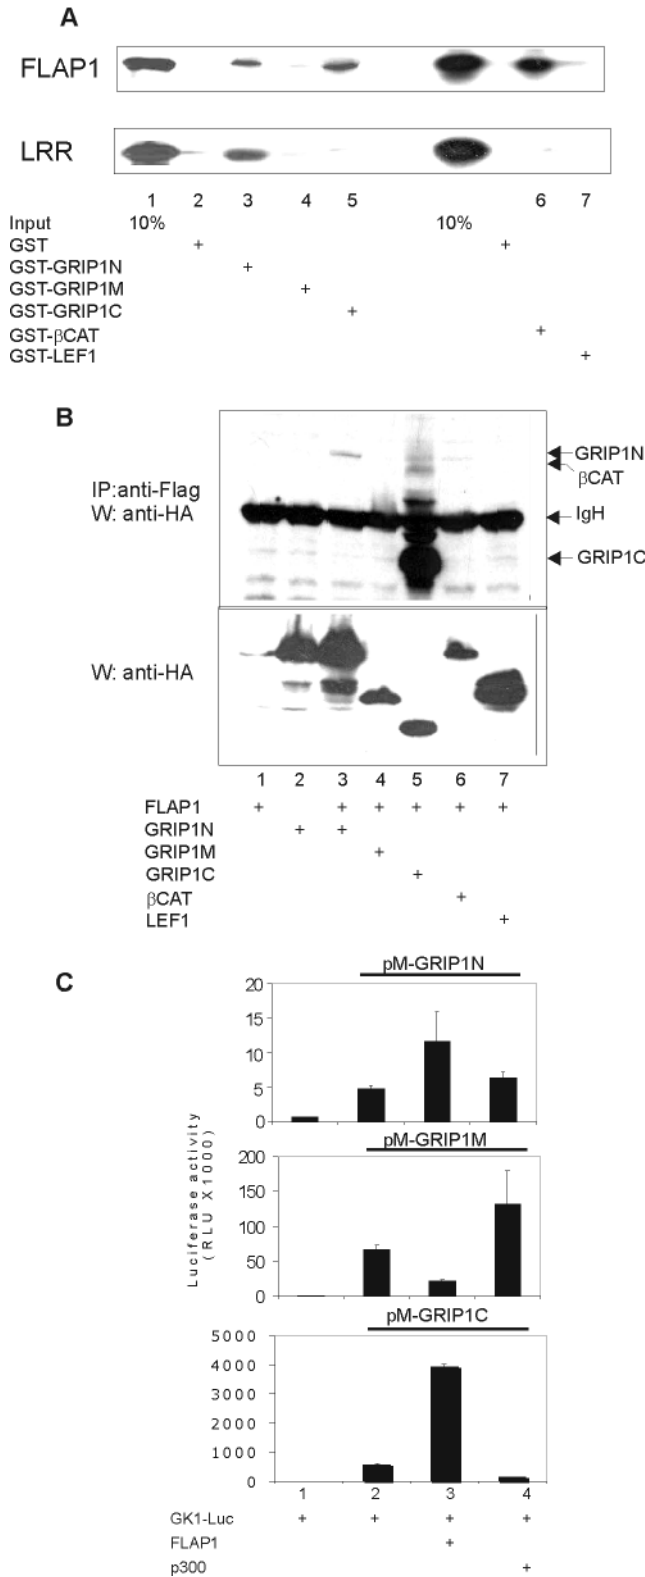 A
FLAP1
LRR
1 2 3 4 5 6 7
Input 10% 10%
GST + +
GST-GRIP1N +
GST-GRIP1M +
GST-GRIP1C +
GST-βCAT +
GST-LEF1 +
B
GRIP1N
βCAT
IP:anti-Flag
W: anti-HA
IgH
GRIP1C
W: anti-HA
1 2 3 4 5 6 7
FLAP1 + + + + + +
GRIP1N + +
GRIP1M +
GRIP1C +
βCAT +
LEF1 +
C
pM-GRIP1N
20
15
10
5
0
pM-GRIP1M
200
150
100
50
0
Luciferase activity
(RLU X1000)
pM-GRIP1C
5000
4000
3000
2000
1000
0
1 2 3 4
GK1-Luc + + + +
FLAP1 +
p300 +